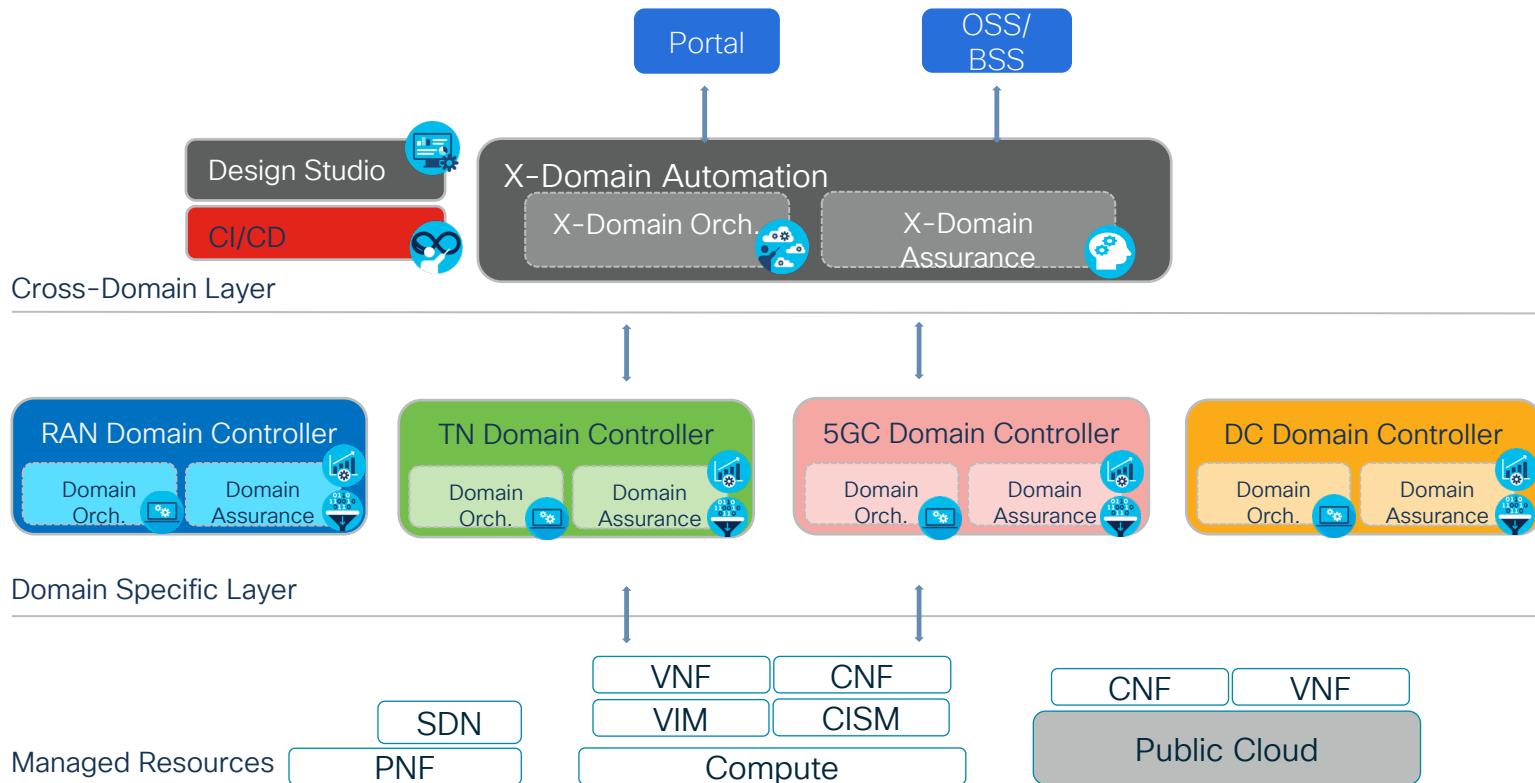 Portal
OSS/
BSS
Design Studio
CI/CD
X-Domain Automation
X-Domain Orch.
X-Domain
Assurance
Cross-Domain Layer
RAN Domain Controller
Domain
Orch.
Domain
Assurance
TN Domain Controller
Domain
Orch.
Domain
Assurance
5GC Domain Controller
Domain
Orch.
Domain
Assurance
DC Domain Controller
Domain
Orch.
Domain
Assurance
Domain Specific Layer
VNF
CNF
VIM
CISM
Compute
SDN
PNF
CNF
VNF
Public Cloud
Managed Resources